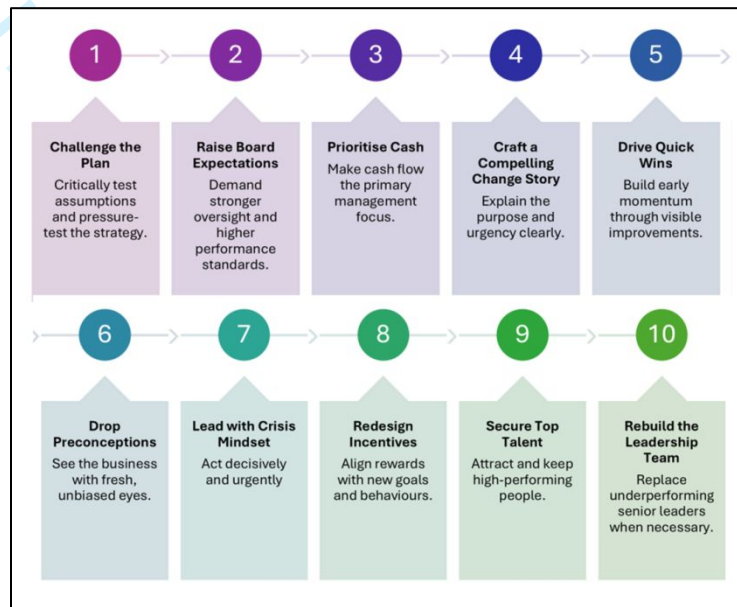 1
2
3
4
5
Challenge the
Plan
Critically test
assumptions
and pressure-
test the strategy.
Raise Board
Expectations
Demand
stronger
oversight and
higher
performance
standards.
Prioritise Cash
Make cash flow
the primary
management
focus.
Craft a
Compelling
Change Story
Explain the
purpose and
urgency clearly.
Drive Quick
Wins
Build early
momentum
through visible
improvements.
6
7
8
9
10
Drop
Preconceptions
See the business
with fresh,
unbiased eyes.
Lead with Crisis
Mindset
Act decisively
and urgently
Redesign
Incentives
Align rewards
with new goals
and behaviours.
Secure Top
Talent
Attract and keep
high-performing
people.
Rebuild the
Leadership
Team
Replace
underperforming
senior leaders
when necessary.